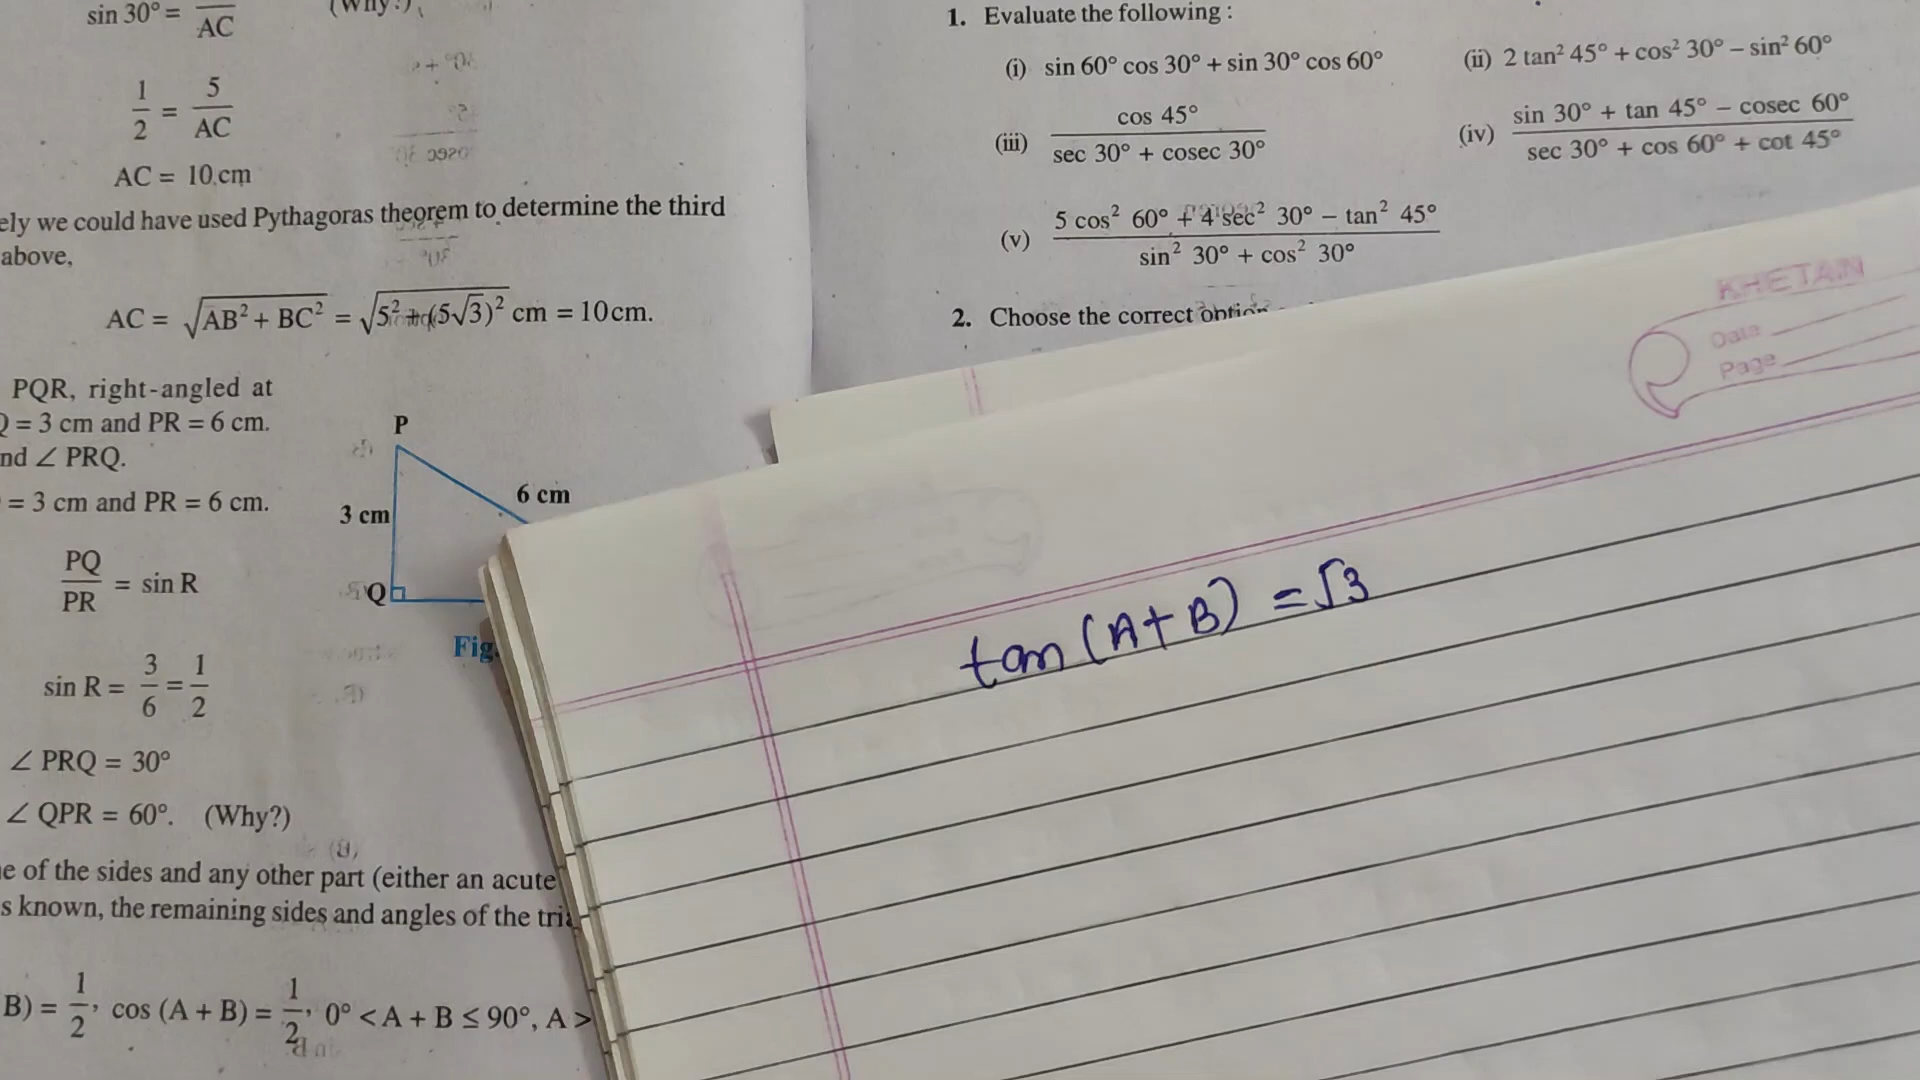 sin 30° = AC
1/2 = 5/AC
AC = 10 cm
ely we could have used Pythagoras theorem to determine the third
above,
AC = √(AB² + BC²) = √(5² + (5√3)²) cm = 10cm.
PQR, right-angled at
= 3 cm and PR = 6 cm.
nd ∠ PRQ.
= 3 cm and PR = 6 cm.
PQ/PR = sin R
sin R = 3/6 = 1/2
∠ PRQ = 30°
∠ QPR = 60°. (Why?)
P
6 cm
3 cm
Q
Fig.
e of the sides and any other part (either an acute
s known, the remaining sides and angles of the tri
B) = 1/2, cos (A + B) = 1/2, 0° < A + B ≤ 90°, A >
1. Evaluate the following :
(i) sin 60° cos 30° + sin 30° cos 60°
(ii) 2 tan² 45° + cos² 30° – sin² 60°
(iii) cos 45° / sec 30° + cosec 30°
(iv) sin 30° + tan 45° – cosec 60° / sec 30° + cos 60° + cot 45°
(v) 5 cos² 60° + 4 sec² 30° – tan² 45° / sin² 30° + cos² 30°
2. Choose the correct option
KHETAN
Date
Page
tan (A+B) = √3